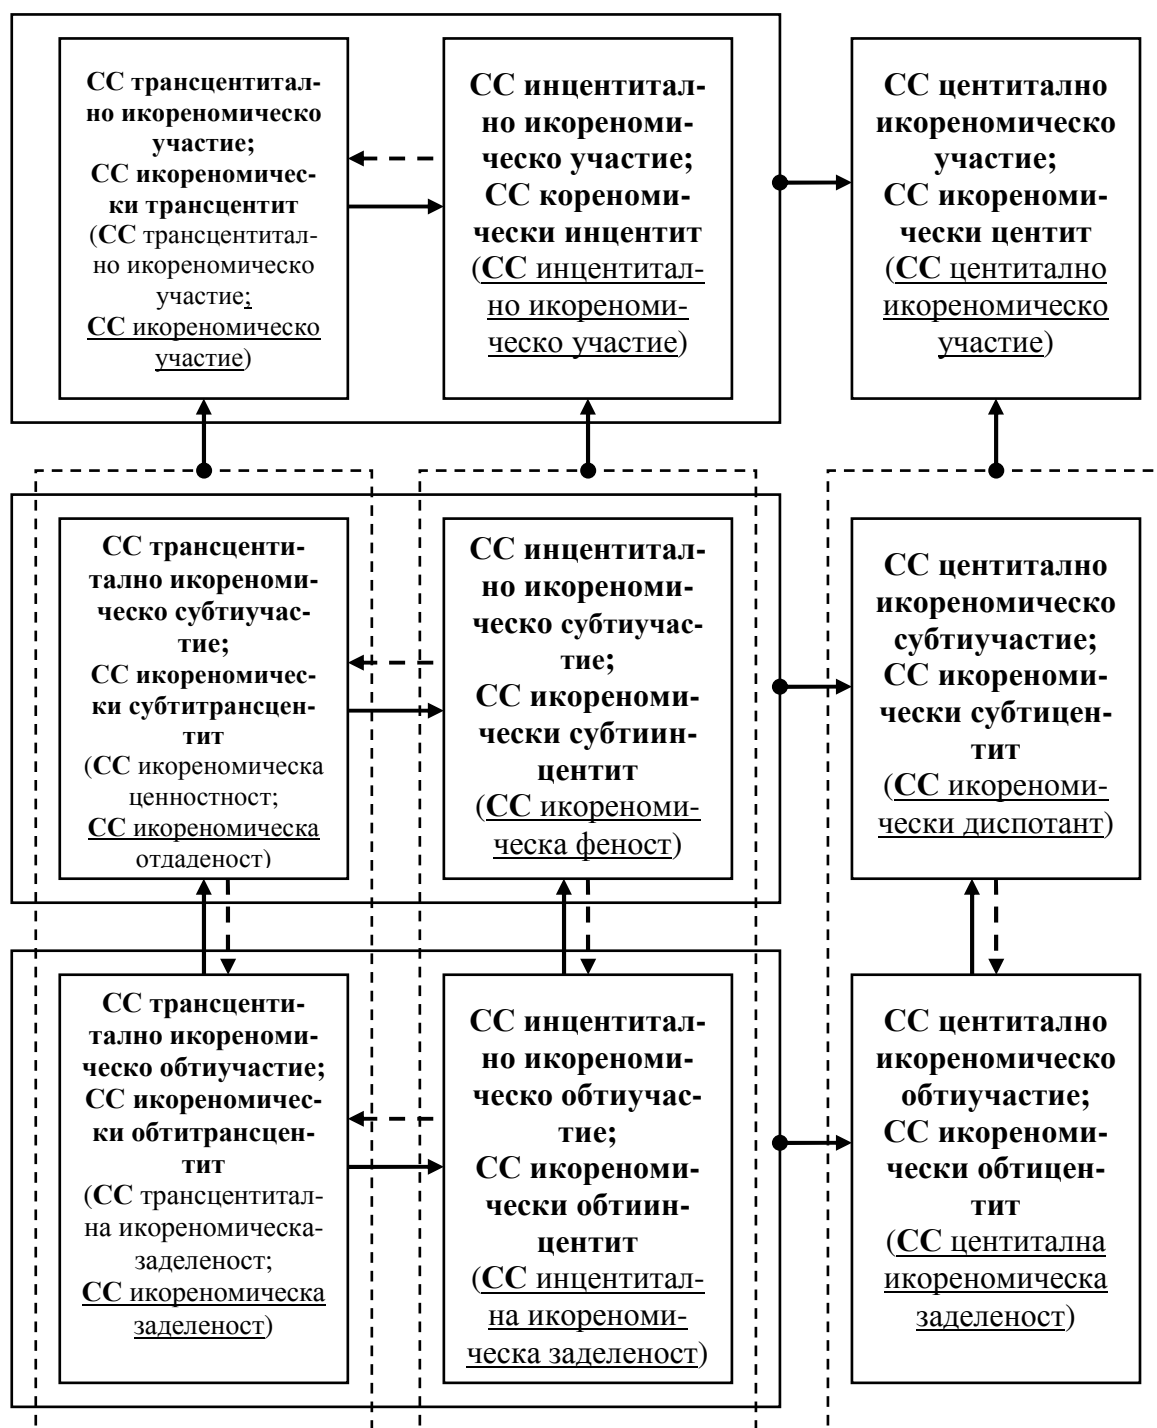 СС трансцентитал-
но икореномическо
участие;
СС икореномичес-
ки трансцентит
(СС трансцентитал-
но икореномическо
участие;
СС икореномическо
участие)
СС инцентитал-
но икореноми-
ческо участие;
СС кореноми-
чески инцентит
(СС инцентитал-
но икореноми-
ческо участие)
СС центитално
икореномическо
участие;
СС икореноми-
чески центит
(СС центитално
икореномическо
участие)
СС трансценти-
тално икореноми-
ческо субтиучас-
тие;
СС икореномичес-
ки субтитрансцен-
тит
(СС икореномическа
ценностност;
СС икореномическа
отдаденост)
СС инцентитал-
но икореноми-
ческо субтиучас-
тие;
СС икореноми-
чески субтиин-
центит
(СС икореноми-
ческа феност)
СС центитално
икореномическо
субтиучастие;
СС икореноми-
чески субтицен-
тит
(СС икореноми-
чески диспотант)
СС трансценти-
тално икореноми-
ческо обтиучастие;
СС икореномичес-
ки обтитрансцен-
тит
(СС трансцентитал-
на икореномическа-
заделеност;
СС икореномическа
заделеност)
СС инцентитал-
но икореноми-
ческо обтиучас-
тие;
СС икореноми-
чески обтиин-
центит
(СС инцентитал-
на икореноми-
ческа заделеност)
СС центитално
икореномическо
обтиучастие;
СС икореноми-
чески обтицен-
тит
(СС центитална
икореномическа
заделеност)